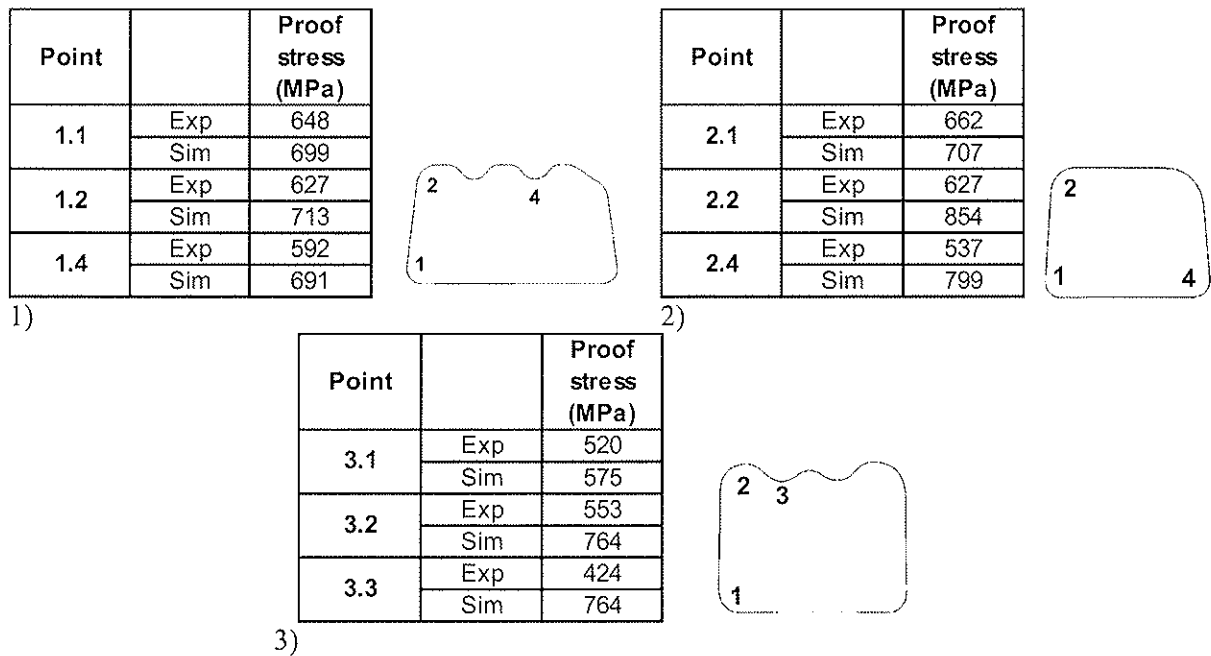 Point Proof stress (MPa)
1.1 Exp 648
Sim 699
1.2 Exp 627
Sim 713
1.4 Exp 592
Sim 691
1)
2 4
1
Point Proof stress (MPa)
2.1 Exp 662
Sim 707
2.2 Exp 627
Sim 854
2.4 Exp 537
Sim 799
2)
2
1 4
Point Proof stress (MPa)
3.1 Exp 520
Sim 575
3.2 Exp 553
Sim 764
3.3 Exp 424
Sim 764
3)
2 3
1